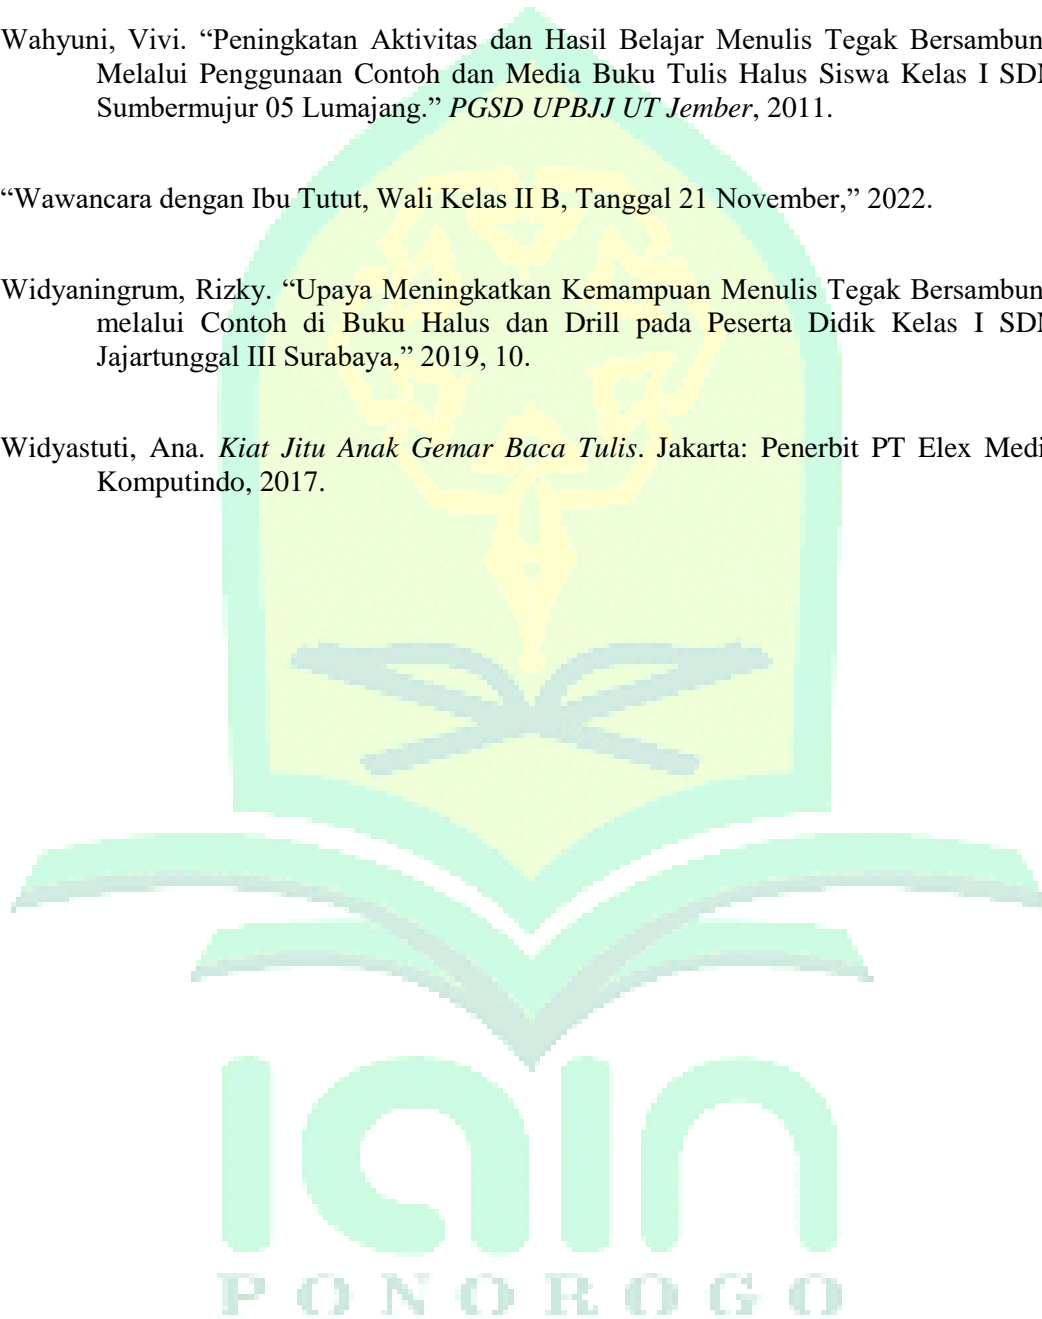 Wahyuni, Vivi. “Peningkatan Aktivitas dan Hasil Belajar Menulis Tegak Bersambun
Melalui Penggunaan Contoh dan Media Buku Tulis Halus Siswa Kelas I SDN
Sumbermujur 05 Lumajang.” PGSD UPBJJ UT Jember, 2011.
“Wawancara dengan Ibu Tutut, Wali Kelas II B, Tanggal 21 November,” 2022.
Widyaningrum, Rizky. “Upaya Meningkatkan Kemampuan Menulis Tegak Bersambun
melalui Contoh di Buku Halus dan Drill pada Peserta Didik Kelas I SDN
Jajartunggal III Surabaya,” 2019, 10.
Widyastuti, Ana. Kiat Jitu Anak Gemar Baca Tulis. Jakarta: Penerbit PT Elex Medi
Komputindo, 2017.
iain
PONOROGO